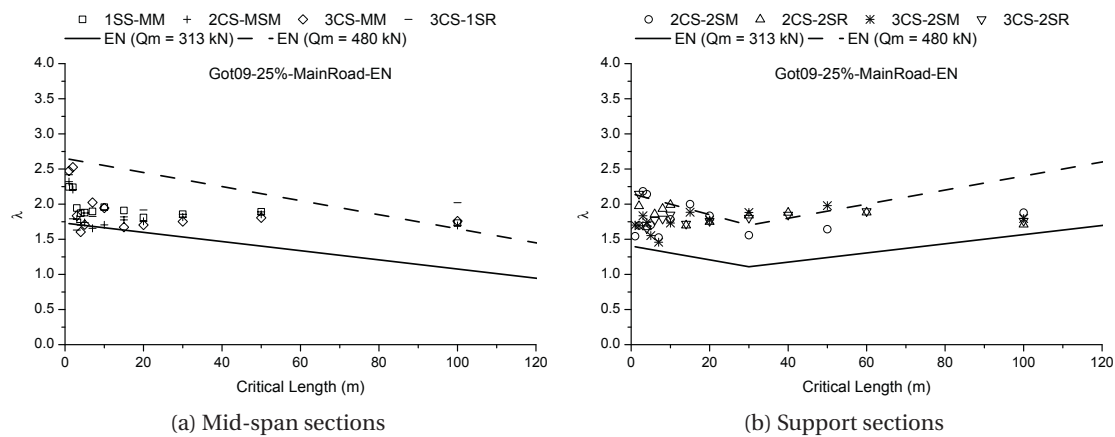 1SS-MM 2CS-MSM 3CS-MM 3CS-1SR
EN (Qm = 313 kN) EN (Qm = 480 kN)
Got09-25%-MainRoad-EN
4.0
3.5
3.0
2.5
2.0
1.5
1.0
0.5
0.0
λ
0 20 40 60 80 100 120
Critical Length (m)
(a) Mid-span sections
2CS-2SM 2CS-2SR 3CS-2SM 3CS-2SR
EN (Qm = 313 kN) EN (Qm = 480 kN)
Got09-25%-MainRoad-EN
4.0
3.5
3.0
2.5
2.0
1.5
1.0
0.5
0.0
λ
0 20 40 60 80 100 120
Critical Length (m)
(b) Support sections